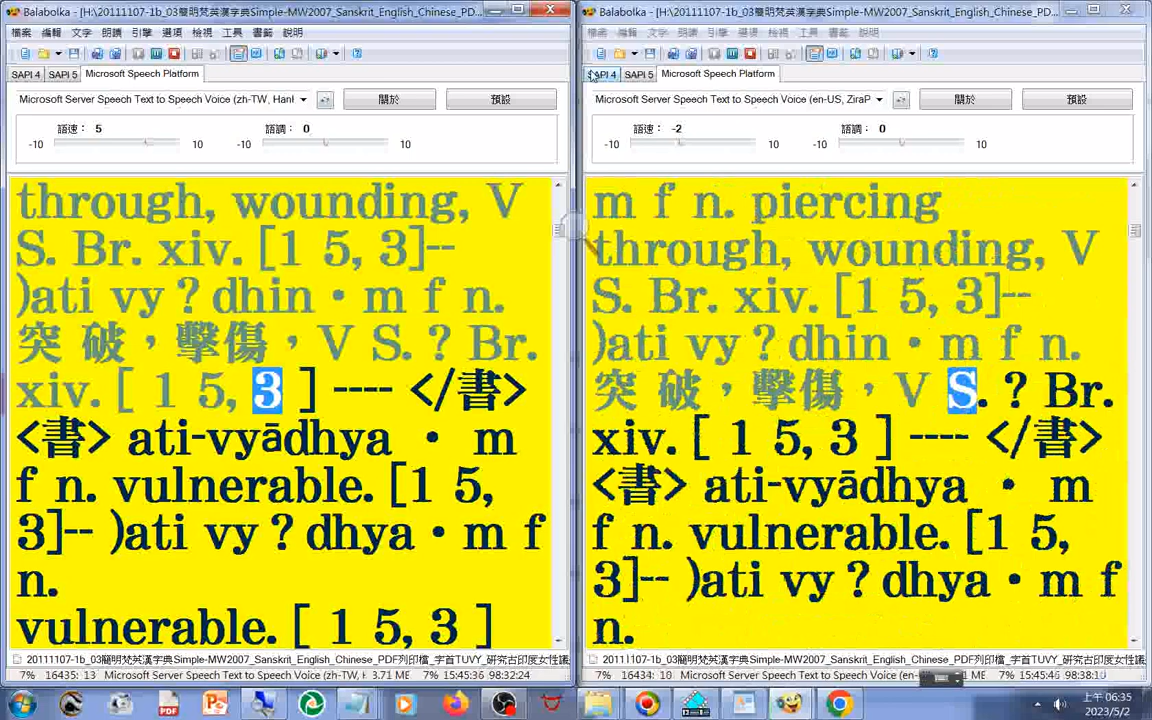 Balabolka - [H:\20111107-1b_03簡明梵英漢字典Simple-MW2007_Sanskrit_English_Chinese_PD...
檔案 編輯 文字 朗讀 引擎 選項 檢視 工具 書籤 說明
SAPI 4 SAPI 5 Microsoft Speech Platform
Microsoft Server Speech Text to Speech Voice (zh-TW, Hanl
關於 預設
語速： 5 語調： 0
-10 10 -10 10
through, wounding, V
S. Br. xiv. [1 5, 3]--
)ati vy ? dhin • m f n.
突 破，擊傷，V S. ? Br.
xiv. [ 1 5, 3 ] ---- </書>
<書> ati-vyādhya • m
f n. vulnerable. [1 5,
3]-- )ati vy ? dhya • m f
n.
vulnerable. [ 1 5, 3 ]
20111107-1b_03簡明梵英漢字典Simple-MW2007_Sanskrit_English_Chinese_PDF列印檔_字首TUVY_研究古印度女性議
7% 16435: 13 Microsoft Server Speech Text to Speech Voice (zh-TW, H 3.71 ME 7% 15:45:36 98:32:24
Balabolka - [H:\20111107-1b_03簡明梵英漢字典Simple-MW2007_Sanskrit_English_Chinese_PD...
檔案 編輯 文字 朗讀 引擎 選項 檢視 工具 書籤 說明
SAPI 4 SAPI 5 Microsoft Speech Platform
Microsoft Server Speech Text to Speech Voice (en-US, ZiraP
關於 預設
語速： -2 語調： 0
-10 10 -10 10
m f n. piercing
through, wounding, V
S. Br. xiv. [1 5, 3]--
)ati vy ? dhin • m f n.
突 破，擊傷，V S. ? Br.
xiv. [ 1 5, 3 ] ---- </書>
<書> ati-vyādhya • m
f n. vulnerable. [1 5,
3]-- )ati vy ? dhya • m f
n.
20111107-1b_03簡明梵英漢字典Simple-MW2007_Sanskrit_English_Chinese_PDF列印檔_字首TUVY_研究古印度女性議
7% 16434: 10 Microsoft Server Speech Text to Speech Voice (en-U 3.71 ME 7% 15:45:45 98:38:10
PDF
上午 06:35
2023/5/2